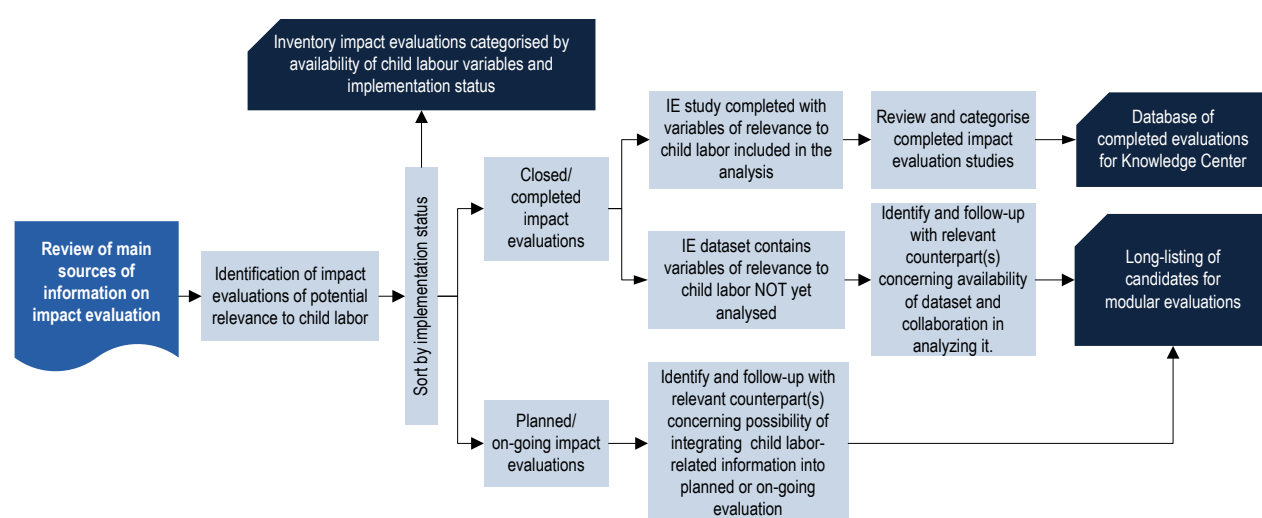 Inventory impact evaluations categorised by
availability of child labour variables and
implementation status
Review of main
sources of
information on
impact evaluation
Identification of impact
evaluations of potential
relevance to child labor
Sort by implementation status
Closed/
completed
impact
evaluations
IE study completed with
variables of relevance to
child labor included in the
analysis
Review and categorise
completed impact
evaluation studies
Database of
completed evaluations
for Knowledge Center
IE dataset contains
variables of relevance to
child labor NOT yet
analysed
Identify and follow-up
with relevant
counterpart(s)
concerning availability
of dataset and
collaboration in
analyzing it.
Long-listing of
candidates for
modular evaluations
Planned/
on-going impact
evaluations
Identify and follow-up with
relevant counterpart(s)
concerning possibility of
integrating child labor-
related information into
planned or on-going
evaluation